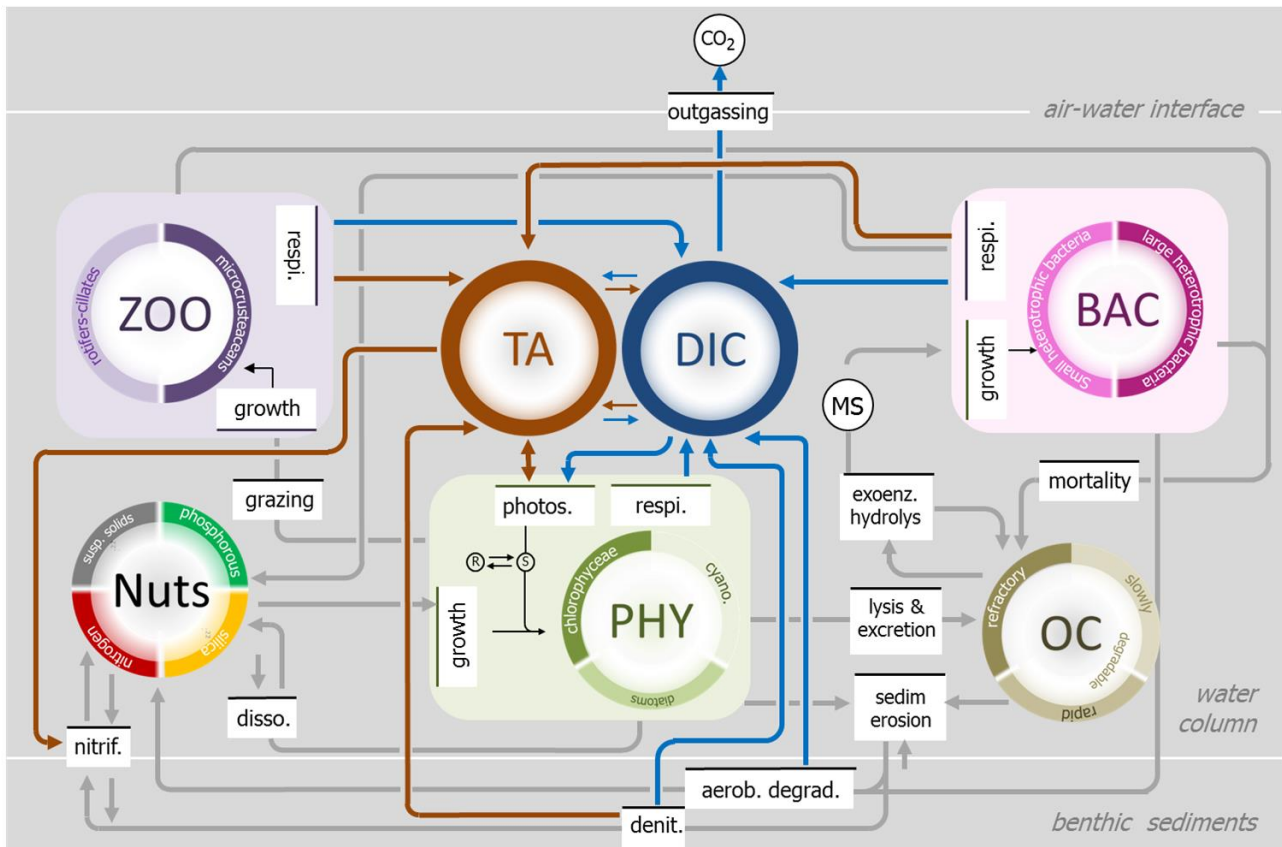 CO2
outgassing
air-water interface
respi.
rotifers-cillates
microcrusteaceans
ZOO
growth
TA
DIC
respi.
growth
Small heterotrophic bacteria
large heterotrophic bacteria
BAC
MS
grazing
photos.
respi.
exoenz.
hydrolys
mortality
susp. solids
phosphorous
nitrogen
silica
Nuts
R
S
growth
chlorophyceae
cyano.
diatoms
PHY
lysis &
excretion
refractory
slowly
degradable
rapid
OC
disso.
sedim
erosion
water
column
nitrif.
aerob. degrad.
denit.
benthic sediments